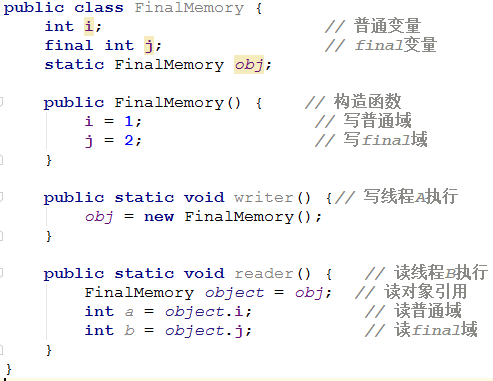 public class FinalMemory {
    int i;                      // 普通变量
    final int j;                // final变量
    static FinalMemory obj;
    public FinalMemory() {    // 构造函数
        i = 1;                 // 写普通域
        j = 2;                 // 写final域
    }
    public static void writer() {// 写线程A执行
        obj = new FinalMemory();
    }
    public static void reader() {   // 读线程B执行
        FinalMemory object = obj;  // 读对象引用
        int a = object.i;           // 读普通域
        int b = object.j;           // 读final域
    }
}